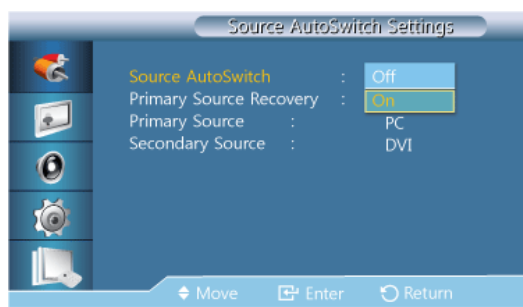 Source AutoSwitch Settings
Source AutoSwitch : Off
Primary Source Recovery : On
Primary Source : PC
Secondary Source : DVI
Move Enter Return